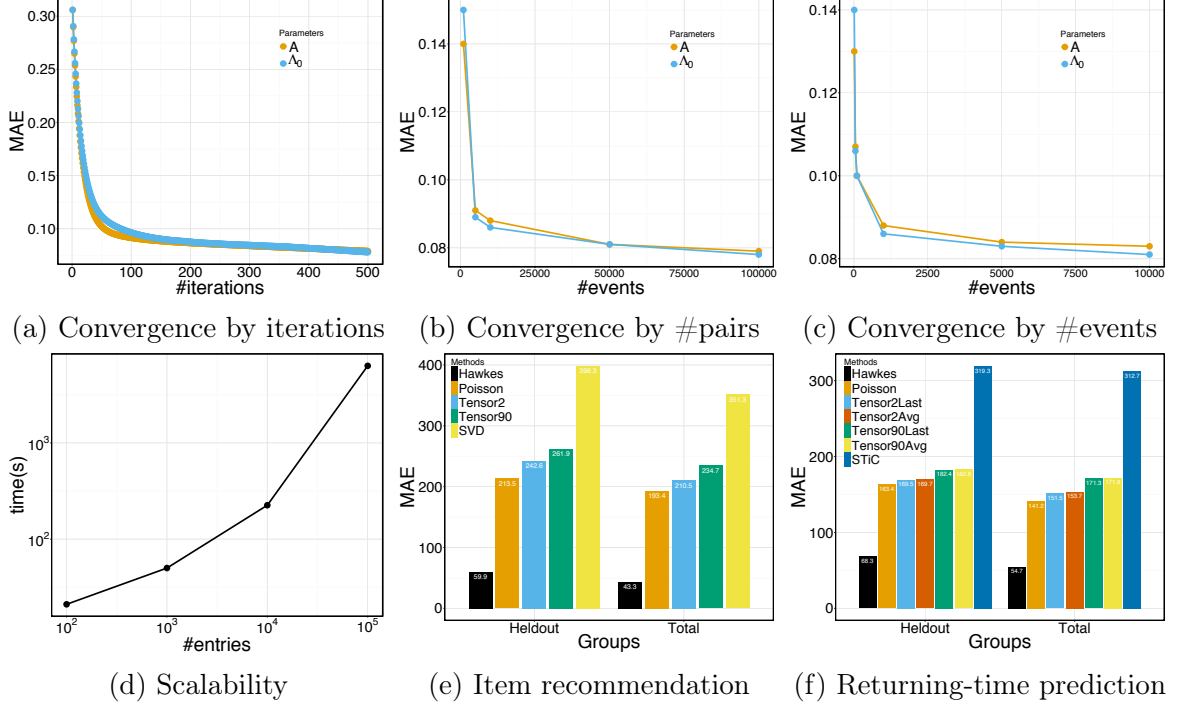 0.30
0.25
0.20
0.15
0.10
MAE
Parameters
A
Λ0
0 100 200 300 400 500
#iterations
(a) Convergence by iterations
0.14
0.12
0.10
0.08
MAE
Parameters
A
Λ0
0 25000 50000 75000 100000
#events
(b) Convergence by #pairs
0.14
0.12
0.10
0.08
MAE
Parameters
A
Λ0
0 2500 5000 7500 10000
#events
(c) Convergence by #events
10^3
10^2
time(s)
10^2 10^3 10^4 10^5
#entries
(d) Scalability
400
300
200
100
0
MAE
Methods
Hawkes
Poisson
Tensor2
Tensor90
SVD
59.9 213.5 242.6 261.9 398.3
43.3 193.4 210.5 234.7 351.3
Heldout Total
Groups
(e) Item recommendation
300
200
100
0
MAE
Methods
Hawkes
Poisson
Tensor2Last
Tensor2Avg
Tensor90Last
Tensor90Avg
STiC
68.3 163.4 169.5 169.7 182.4 319.3
54.7 141.2 151.5 153.7 171.3 312.7
Heldout Total
Groups
(f) Returning-time prediction